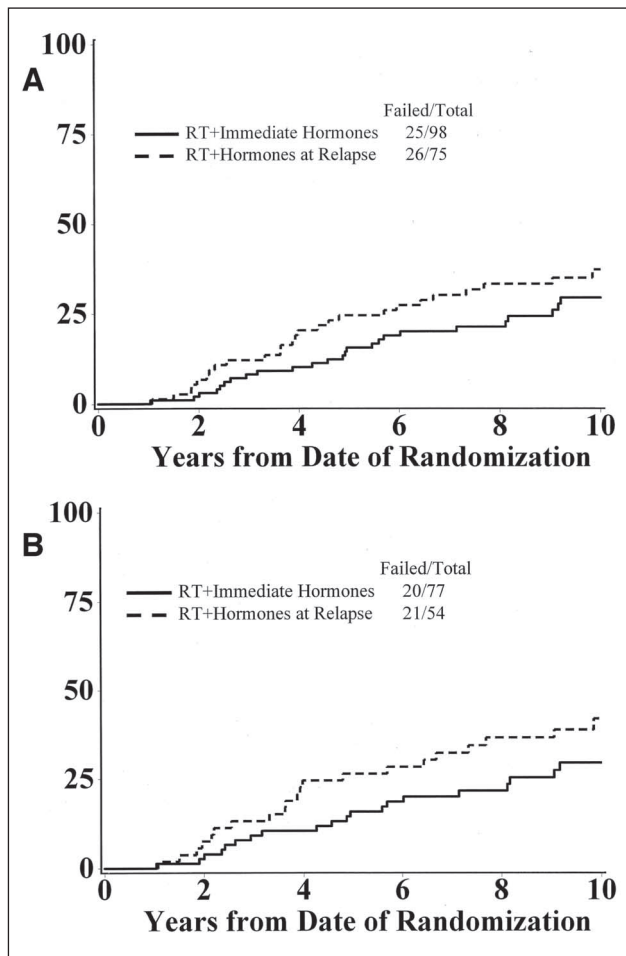 A
100
75
50
25
0
Failed/Total
RT+Immediate Hormones 25/98
RT+Hormones at Relapse 26/75
0 2 4 6 8 10
Years from Date of Randomization
B
100
75
50
25
0
Failed/Total
RT+Immediate Hormones 20/77
RT+Hormones at Relapse 21/54
0 2 4 6 8 10
Years from Date of Randomization